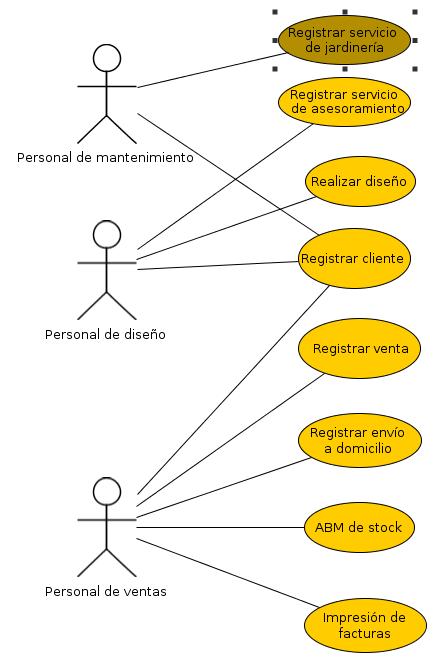 Registrar servicio
de jardinería
Registrar servicio
de asesoramiento
Personal de mantenimiento
Realizar diseño
Registrar cliente
Personal de diseño
Registrar venta
Registrar envío
a domicilio
ABM de stock
Personal de ventas
Impresión de
facturas